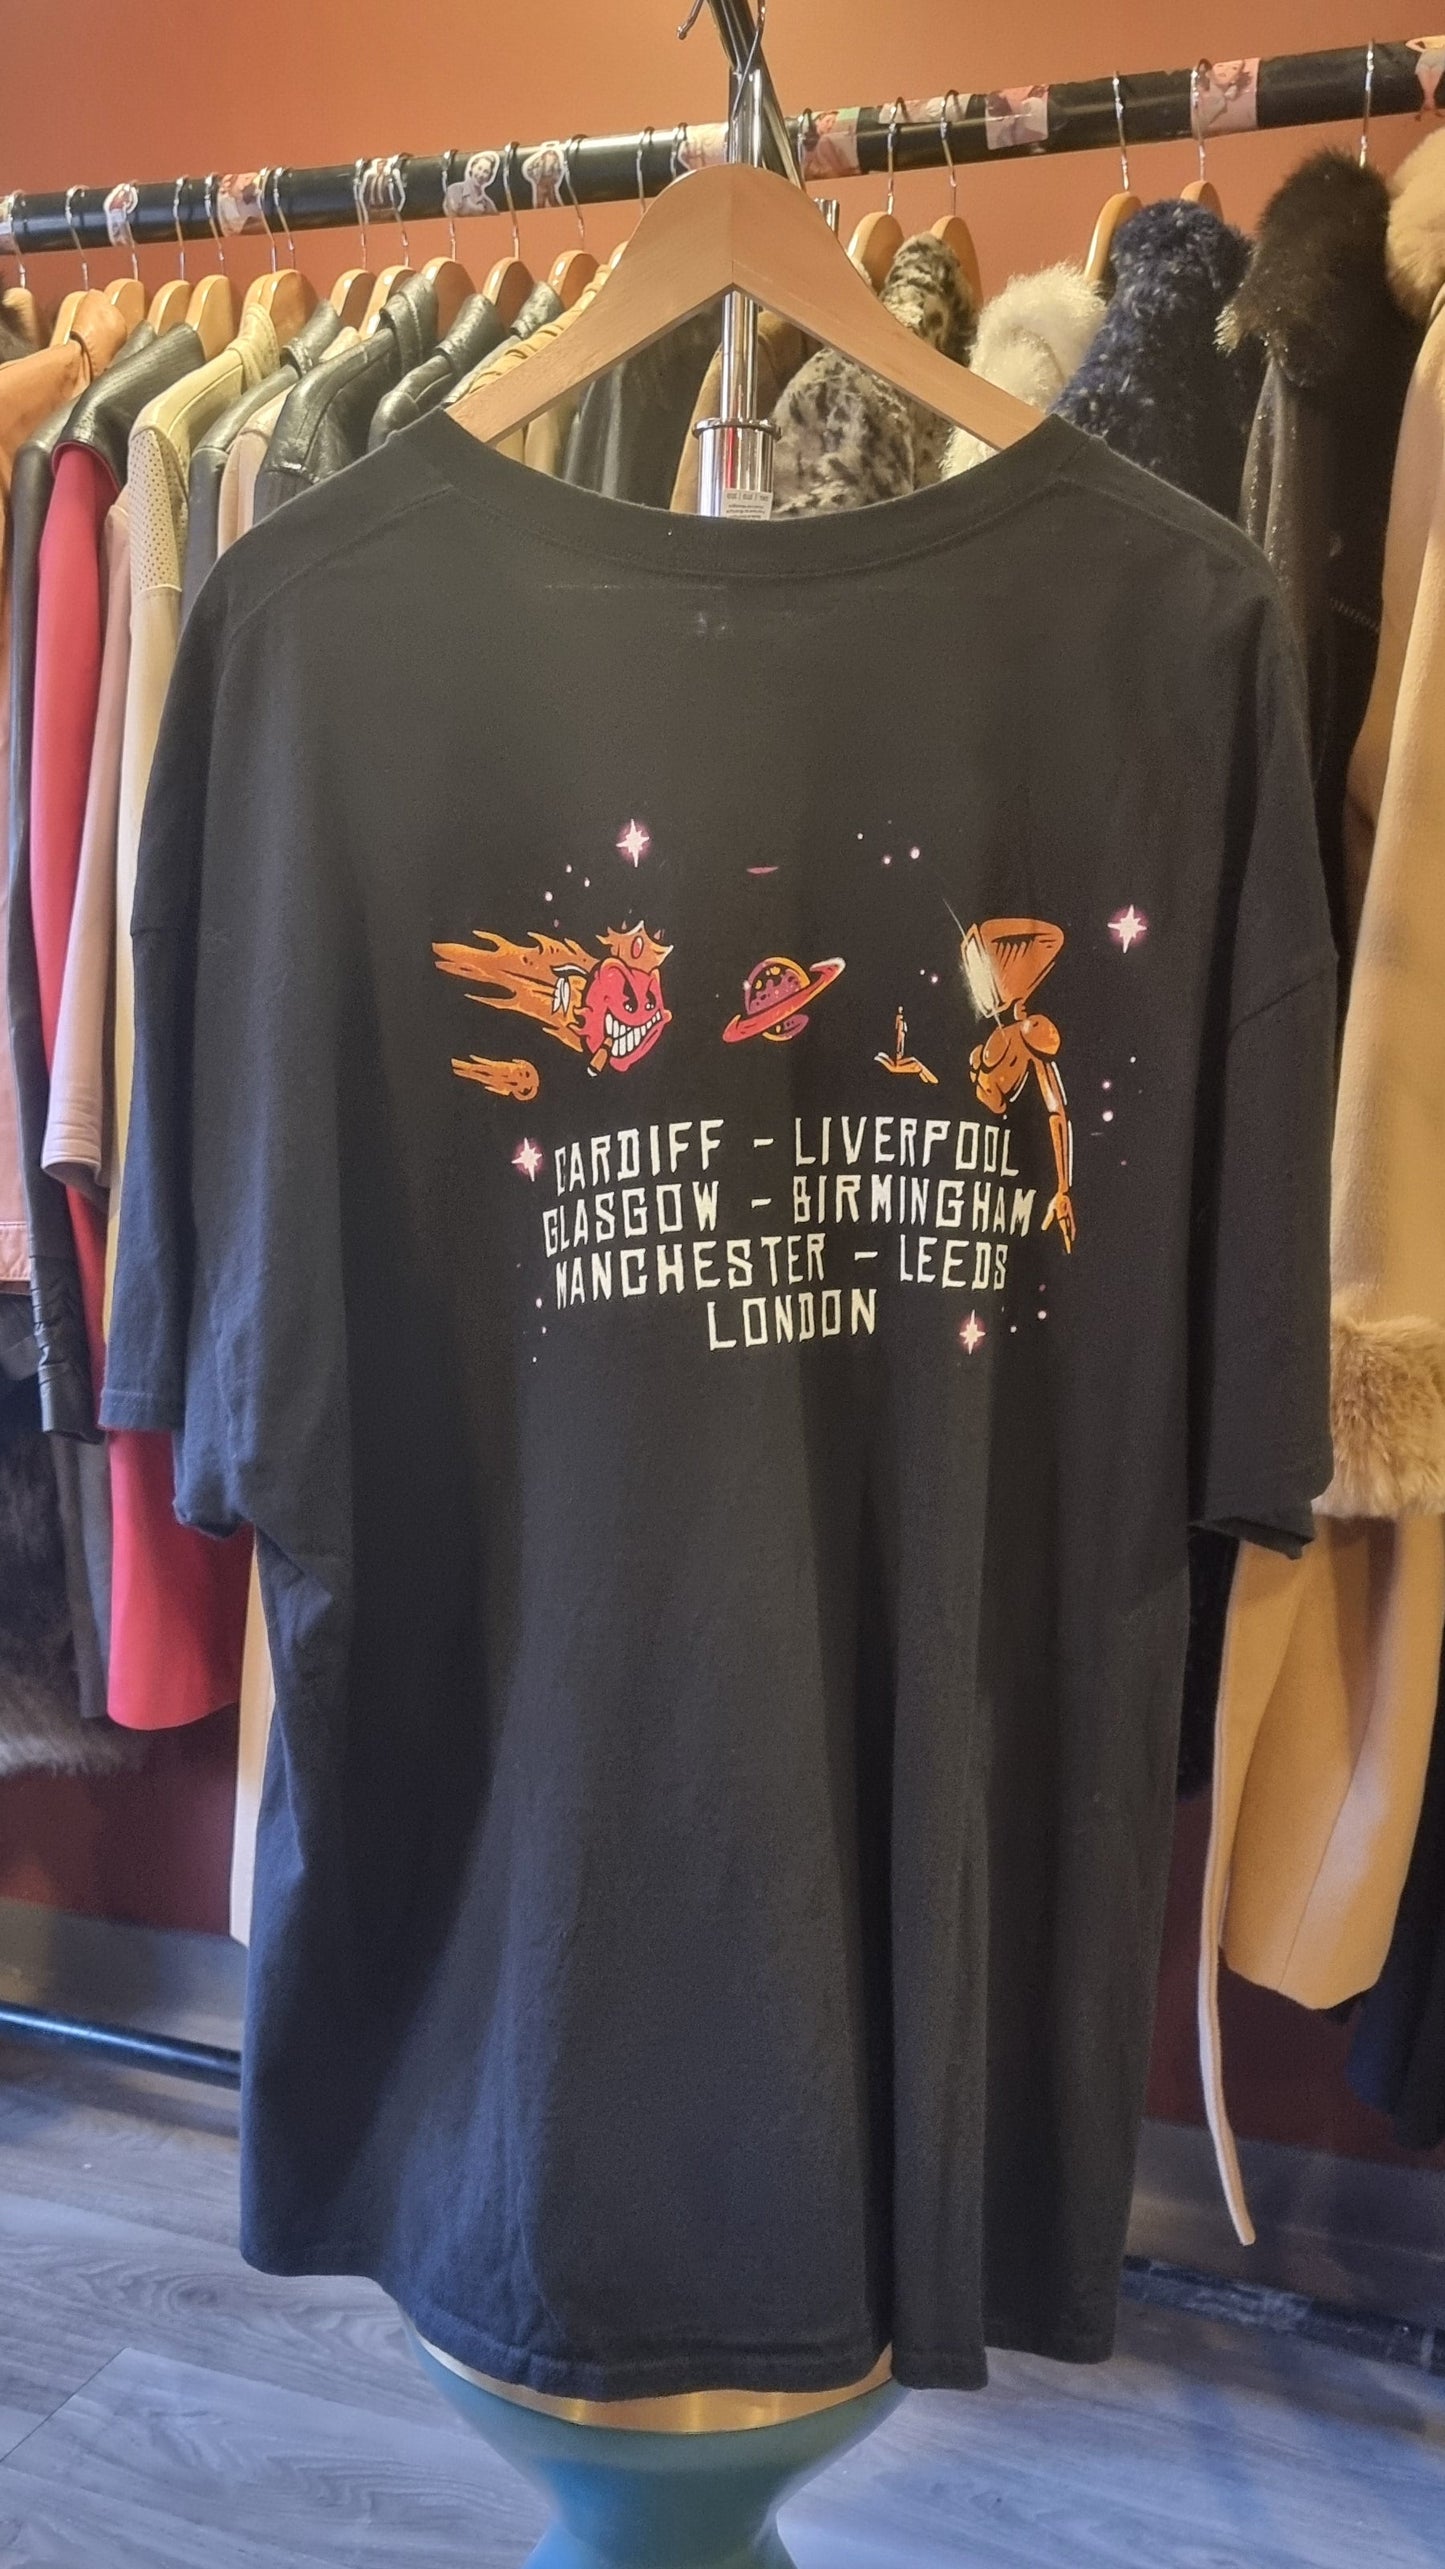 CARDIFF - LIVERPOOL
GLASGOW - BIRMINGHAM
MANCHESTER - LEEDS
LONDON